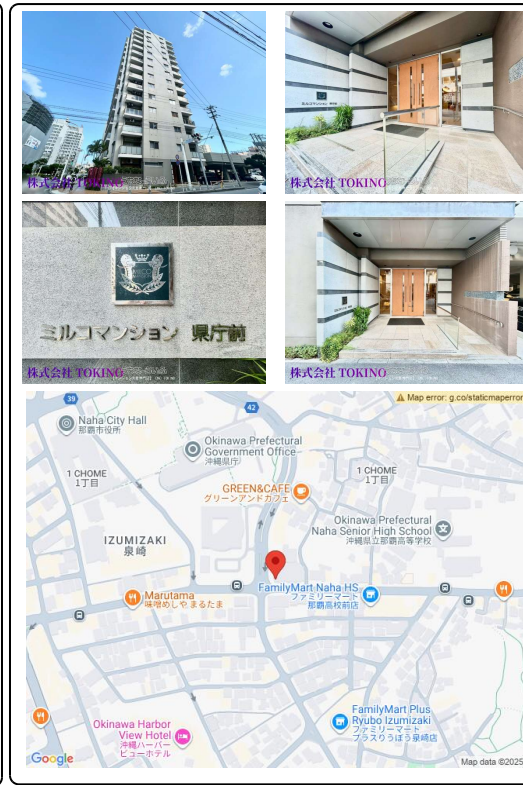 株式会社 TOKINO
株式会社 TOKINO
ミルコマンション 県庁前
株式会社 TOKINO
株式会社 TOKINO
Map error: g.co/staticmaperror
39
42
Naha City Hall
那覇市役所
Okinawa Prefectural
Government Office
沖縄県庁
1 CHOME
1丁目
1 CHOME
1丁目
GREEN&CAFE
グリーンアンドカフェ
Okinawa Prefectural
Naha Senior High School
沖縄県立那覇高等学校
IZUMIZAKI
泉崎
FamilyMart Naha HS
ファミリーマート
那覇高校前店
Marutama
味噌めしや まるたま
FamilyMart Plus
Ryubo Izumizaki
ファミリーマート
プラスりうぼう泉崎店
Okinawa Harbor
View Hotel
沖縄ハーバー
ビューホテル
Google
Map data ©2025